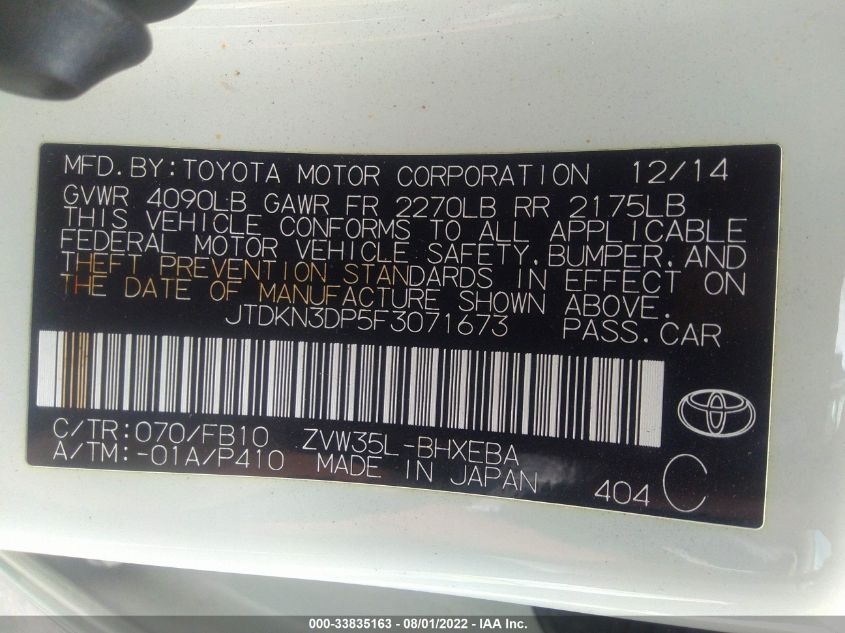 MFD. BY: TOYOTA MOTOR CORPORATION 12/14
GVWR 4090LB GAWR FR 2270LB RR 2175LB
THIS VEHICLE CONFORMS TO ALL APPLICABLE
FEDERAL MOTOR VEHICLE SAFETY, BUMPER, AND
THEFT PREVENTION STANDARDS IN EFFECT ON
THE DATE OF MANUFACTURE SHOWN ABOVE.
JTDKN3DP5F3071673 PASS. CAR
C/TR: 070/FB10 ZVW35L-BHXEBA
A/TM: -01A/P410 MADE IN JAPAN 404 C
000-33835163 - 08/01/2022 - IAA Inc.